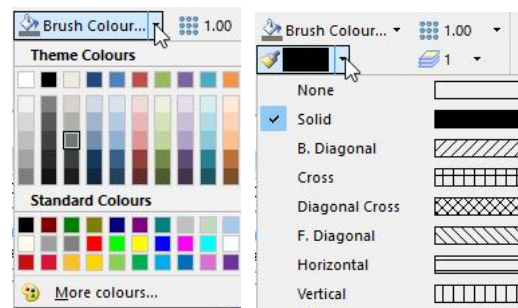 Brush Colour... 1.00
Theme Colours
Standard Colours
More colours...
Brush Colour... 1.00
1
None
Solid
B. Diagonal
Cross
Diagonal Cross
F. Diagonal
Horizontal
Vertical